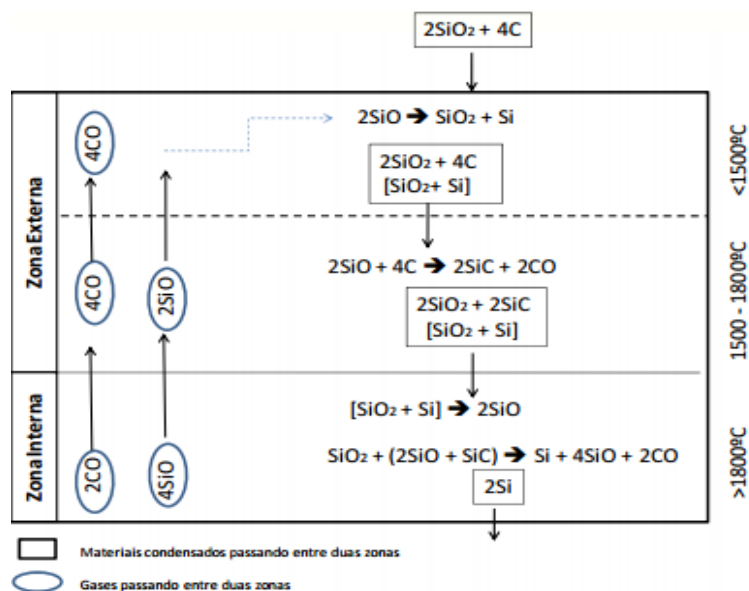 2SiO₂ + 4C
Zona Externa
4CO
2SiO ➔ SiO₂ + Si
2SiO₂ + 4C
[SiO₂+ Si]
<1500ºC
4CO
2SiO
2SiO + 4C ➔ 2SiC + 2CO
2SiO₂ + 2SiC
[SiO₂ + Si]
1500 - 1800ºC
Zona Interna
2CO
4SiO
[SiO₂ + Si] ➔ 2SiO
SiO₂ + (2SiO + SiC) ➔ Si + 4SiO + 2CO
2Si
>1800ºC
Materiais condensados passando entre duas zonas
Gases passando entre duas zonas